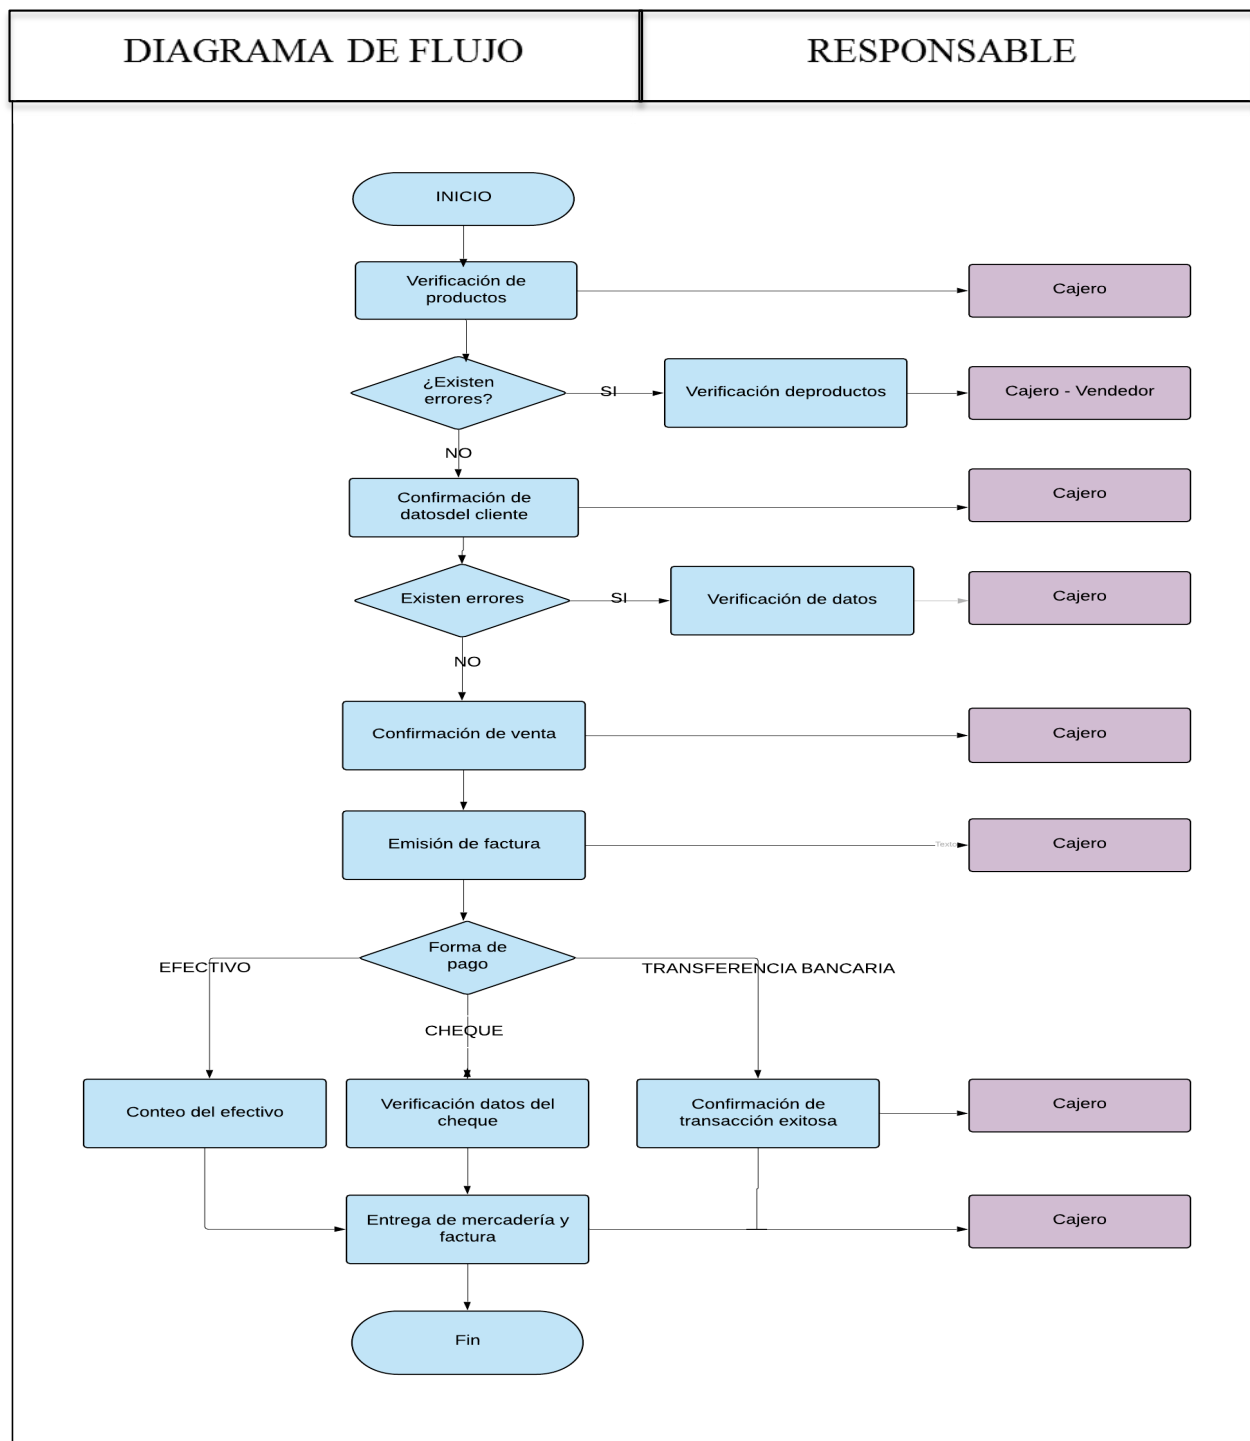 DIAGRAMA DE FLUJO
RESPONSABLE
INICIO
Verificación de
productos
Cajero
¿Existen
errores?
SI
Verificación deproductos
Cajero - Vendedor
NO
Confirmación de
datosdel cliente
Cajero
Existen errores
SI
Verificación de datos
Cajero
NO
Confirmación de venta
Cajero
Emisión de factura
Texto
Cajero
Forma de
pago
EFECTIVO
TRANSFERENCIA BANCARIA
CHEQUE
Conteo del efectivo
Verificación datos del
cheque
Confirmación de
transacción exitosa
Cajero
Entrega de mercadería y
factura
Cajero
Fin